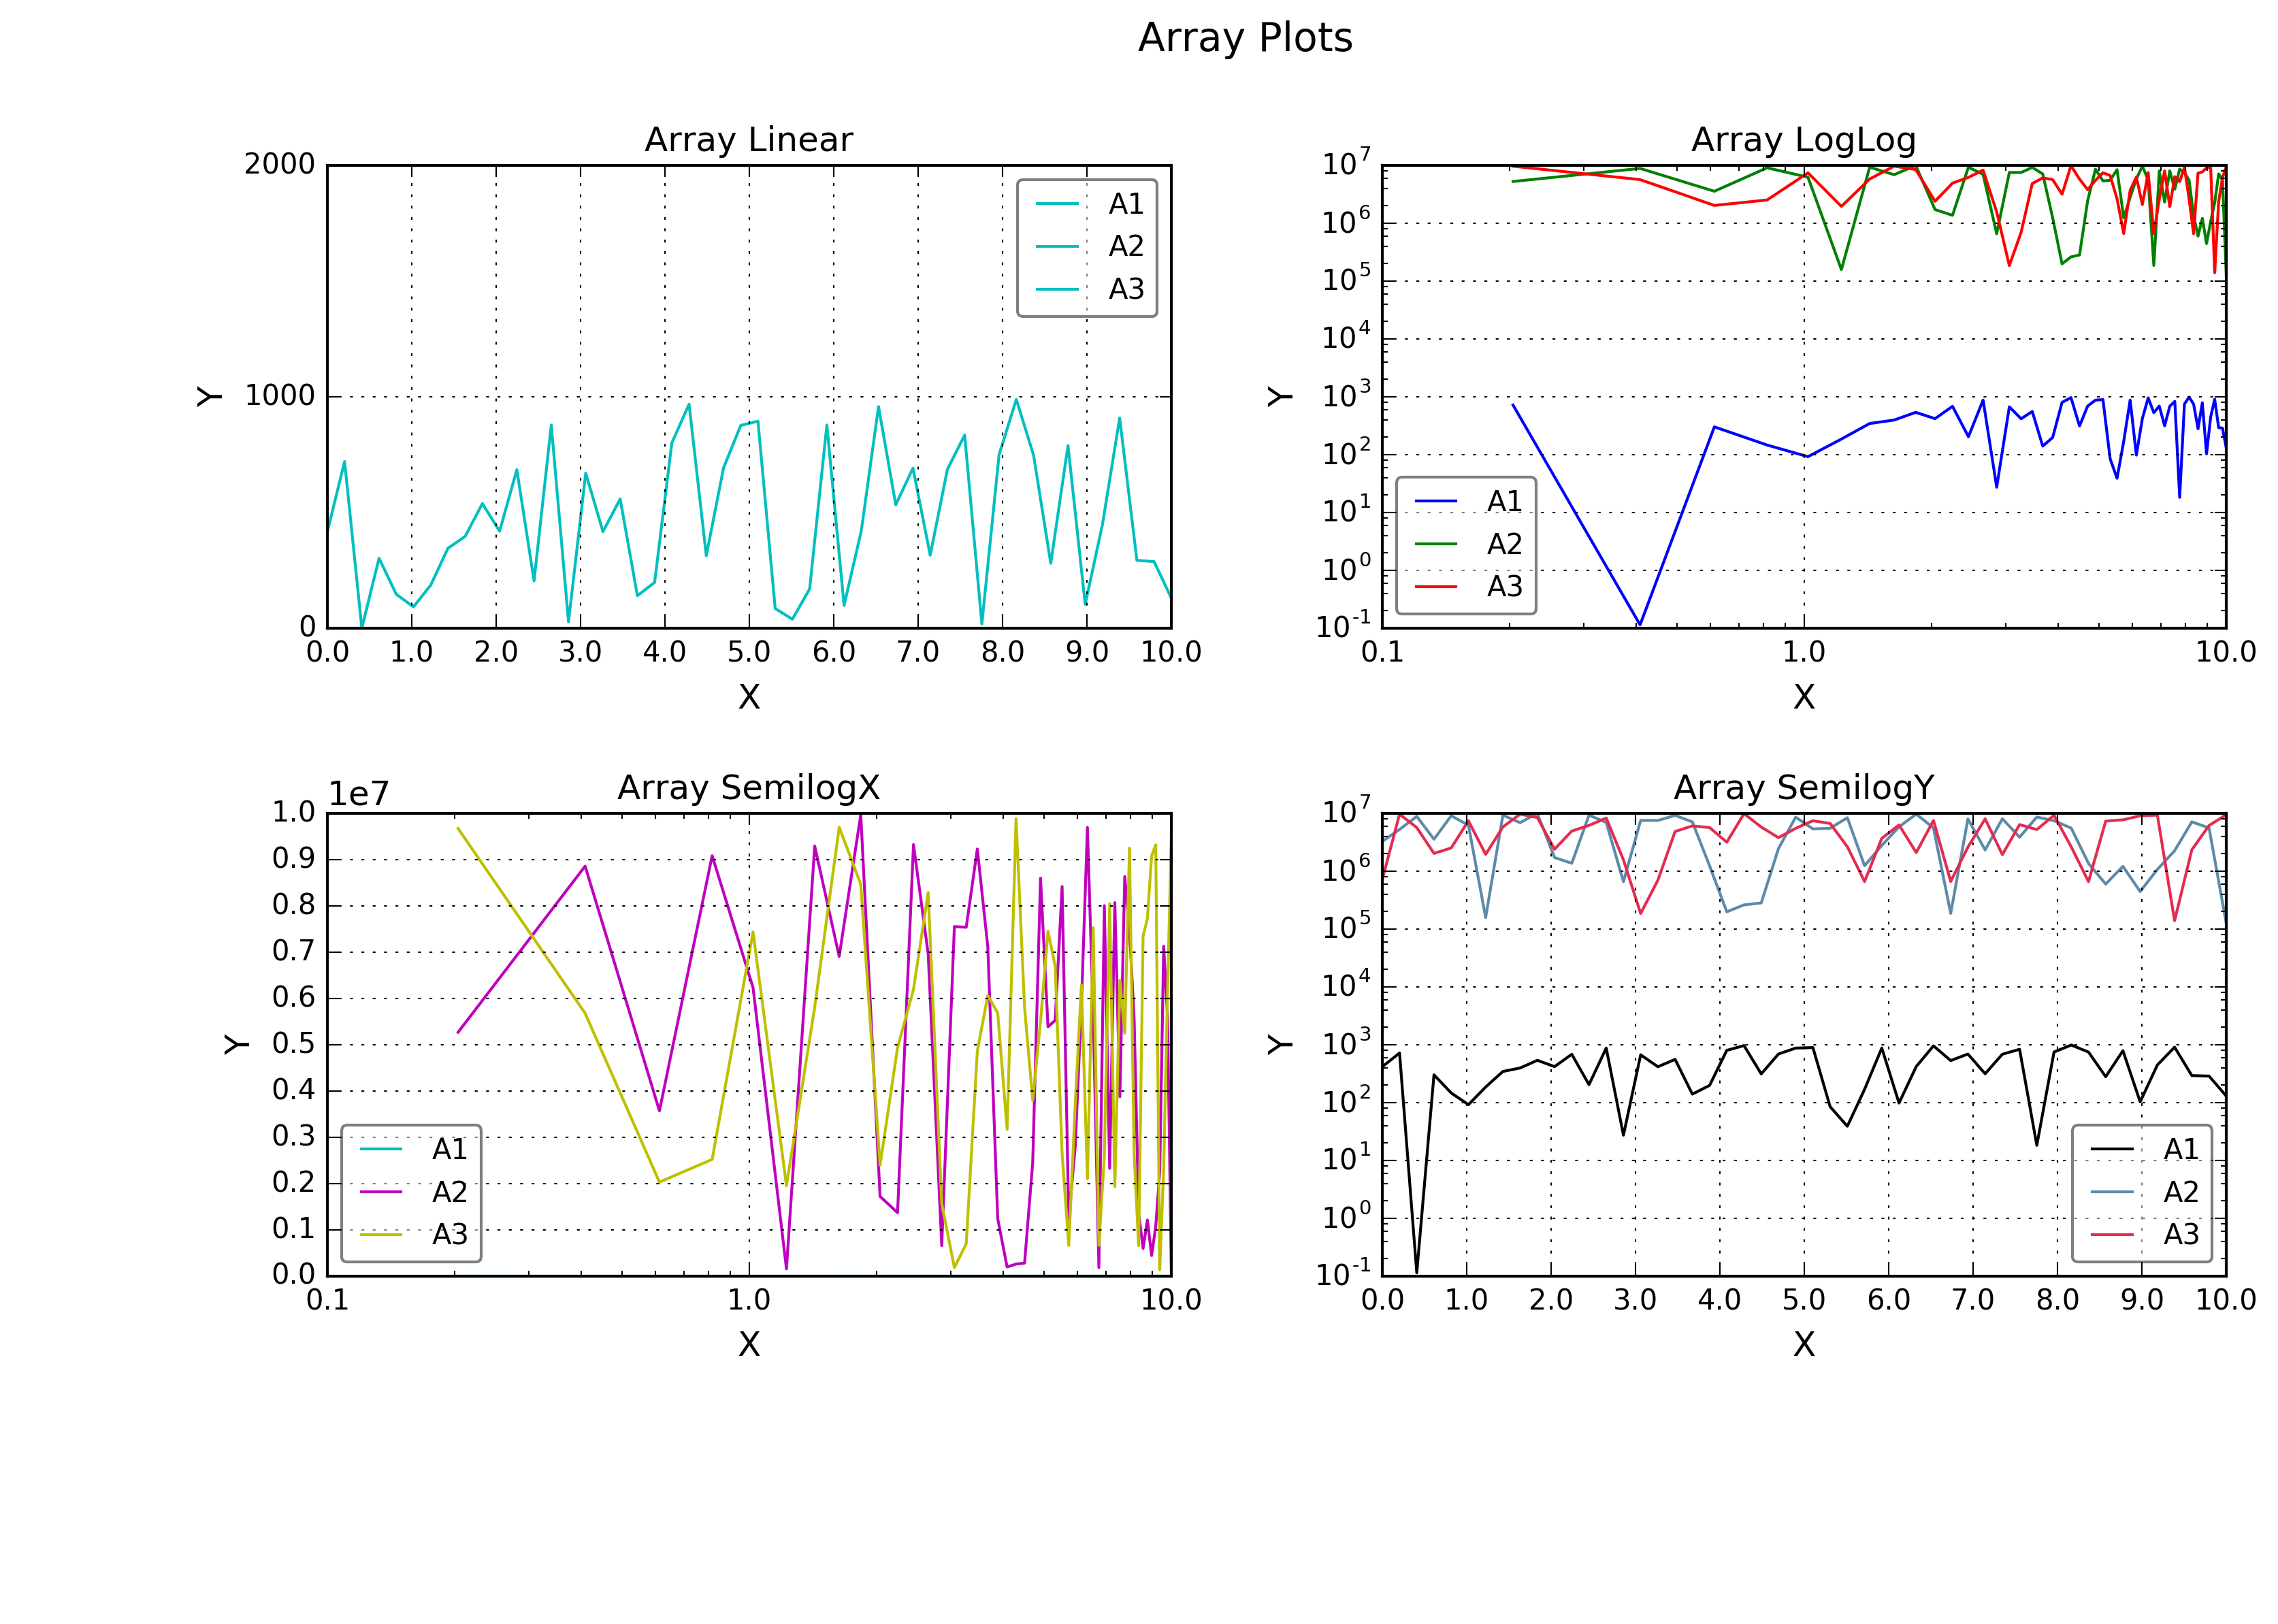 Array Plots
Array Linear
2000
1000
0
Y
0.0 1.0 2.0 3.0 4.0 5.0 6.0 7.0 8.0 9.0 10.0
X
A1
A2
A3
Array LogLog
10^7
10^6
10^5
10^4
10^3
10^2
10^1
10^0
10^-1
Y
0.1 1.0 10.0
X
A1
A2
A3
Array SemilogX
1e7
1.0
0.9
0.8
0.7
0.6
0.5
0.4
0.3
0.2
0.1
0.0
Y
0.1 1.0 10.0
X
A1
A2
A3
Array SemilogY
10^7
10^6
10^5
10^4
10^3
10^2
10^1
10^0
10^-1
Y
0.0 1.0 2.0 3.0 4.0 5.0 6.0 7.0 8.0 9.0 10.0
X
A1
A2
A3